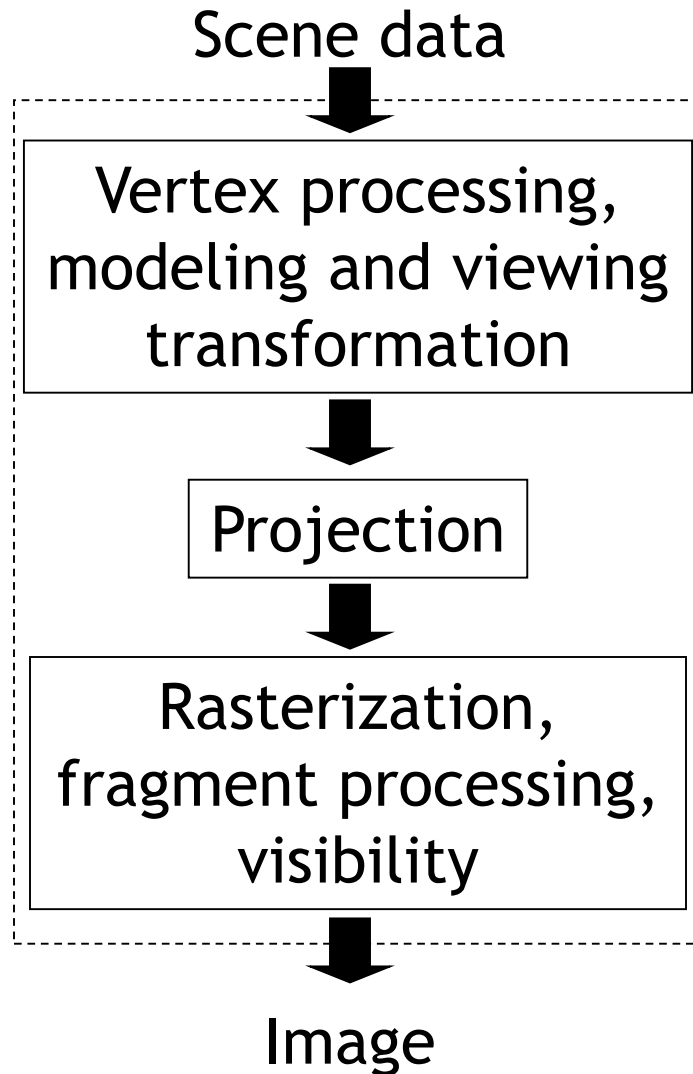 Scene data
Vertex processing,
modeling and viewing
transformation
Projection
Rasterization,
fragment processing,
visibility
Image